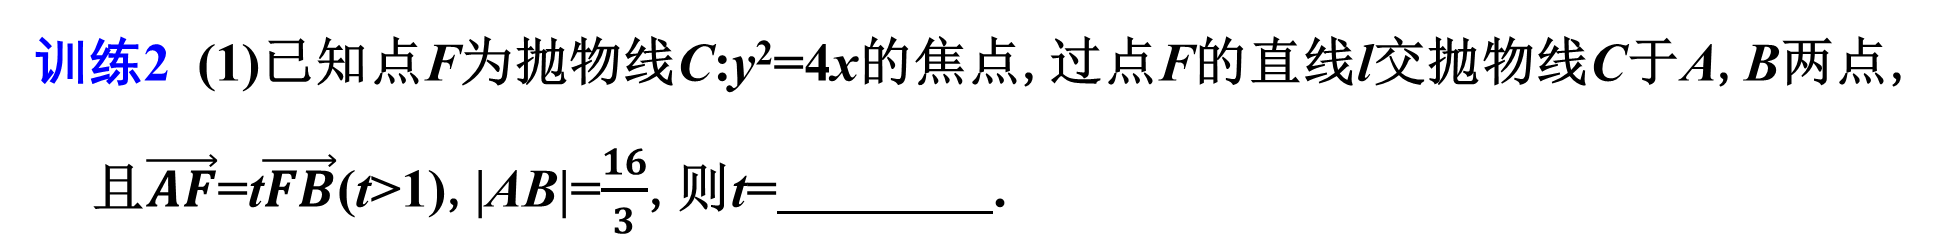 训练2 (1)已知点F为抛物线C:y²=4x的焦点, 过点F的直线l交抛物线C于A, B两点,
且$\overrightarrow{AF}$=t$\overrightarrow{FB}$(t>1), |AB|=$\frac{16}{3}$, 则t=________.